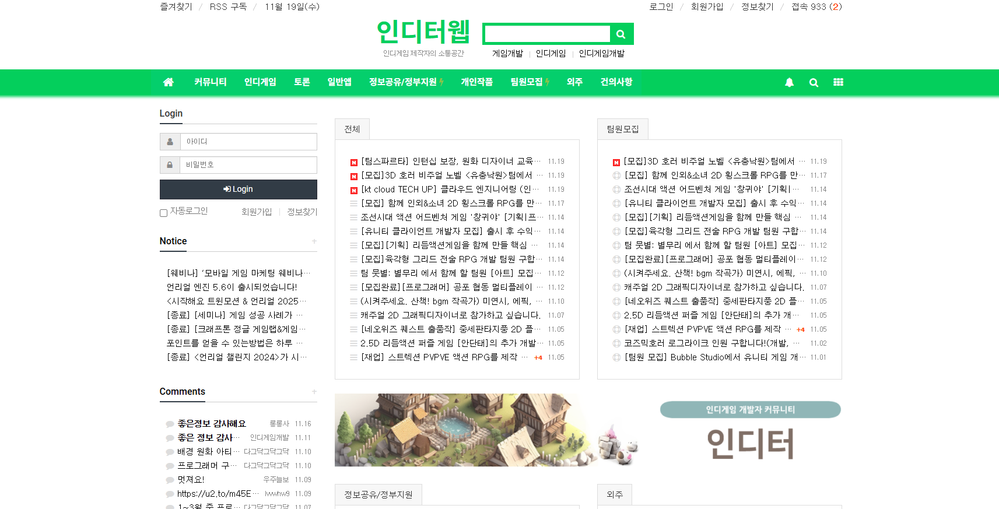 즐겨찾기 / RSS 구독 / 11월 19일(수)
로그인 / 회원가입 / 정보찾기 / 접속 933 (2)
인디터웹
인디게임 제작자의 소통공간
게임개발 | 인디게임 | 인디게임개발
커뮤니티 인디게임 토론 일반앱 정보공유/정부지원 개인작품 팀원모집 외주 건의사항
Login
아이디
비밀번호
Login
자동로그인 회원가입 | 정보찾기
Notice +
[웨비나] ‘모바일 게임 마케팅 웨비나…
언리얼 엔진 5.6이 출시되었습니다!
<시작해요 트윈모션 & 언리얼 2025…
[종료] [세미나] 게임 성공 사례가 …
[종료] [크래프톤 정글 게임랩&게임…
포인트를 얻을 수 있는방법은 하루 …
[종료] <언리얼 챌린지 2024>가 시…
Comments +
좋은정보 감사해요 롱롱사 11.16
좋은 정보 감사… 인디게임개발 11.11
배경 원화 아티… 다그닥그닥그닥 11.10
프로그래머 구… 다그닥그닥그닥 11.10
멋져요! 우주늘보 11.09
https://u2.to/m45E… lwwhw9 11.09
1~3월 중 프로… 다그닥그닥그닥 11.07
전체
[팀스파르타] 인턴십 보장, 원화 디자이너 교육… 11.19
[모집]3D 호러 비주얼 노벨 <유충낙원>팀에서 … 11.19
[kt cloud TECH UP] 클라우드 엔지니어링 (인… 11.19
[모집] 함께 인외&소녀 2D 횡스크롤 RPG를 만… 11.17
조선시대 액션 어드벤처 게임 '창귀야' [기획|프… 11.14
[유니티 클라이언트 개발자 모집] 출시 후 수익… 11.14
[모집][기획] 리듬액션게임을 함께 만들 핵심 … 11.14
[모집]육각형 그리드 전술 RPG 개발 팀원 구합… 11.14
팀 뭇별: 별무리 에서 함께 할 팀원 [아트] 모집… 11.12
[모집완료][프로그래머] 공포 협동 멀티플레이 … 11.12
(시켜주세요. 산책! bgm 작곡가) 미연시, 에픽, … 11.10
캐주얼 2D 그래픽디자이너로 참가하고 싶습니다. 11.07
[네오위즈 퀘스트 출품작] 중세판타지풍 2D 플… 11.05
2.5D 리듬액션 퍼즐 게임 [안단태]의 추가 개발… 11.05
[재업] 스트렉션 PVPVE 액션 RPG를 제작 … +4 11.05
팀원모집
[모집]3D 호러 비주얼 노벨 <유충낙원>팀에서 … 11.19
[모집] 함께 인외&소녀 2D 횡스크롤 RPG를 만… 11.17
조선시대 액션 어드벤처 게임 '창귀야' [기획|… 11.14
[유니티 클라이언트 개발자 모집] 출시 후 수익… 11.14
[모집][기획] 리듬액션게임을 함께 만들 핵심 … 11.14
[모집]육각형 그리드 전술 RPG 개발 팀원 구합… 11.14
팀 뭇별: 별무리 에서 함께 할 팀원 [아트] 모집… 11.12
[모집완료][프로그래머] 공포 협동 멀티플레이… 11.12
(시켜주세요. 산책! bgm 작곡가) 미연시, 에픽, … 11.10
캐주얼 2D 그래픽디자이너로 참가하고 싶습니다. 11.07
[네오위즈 퀘스트 출품작] 중세판타지풍 2D 플… 11.05
2.5D 리듬액션 퍼즐 게임 [안단태]의 추가 개… 11.05
[재업] 스트렉션 PVPVE 액션 RPG를 제작 … +4 11.05
코즈믹호러 로그라이크 인원 구합니다!(개발, … 11.02
[팀원 모집] Bubble Studio에서 유니티 게임 개… 11.01
인디게임 개발자 커뮤니티
인디터
정보공유/정부지원
외주